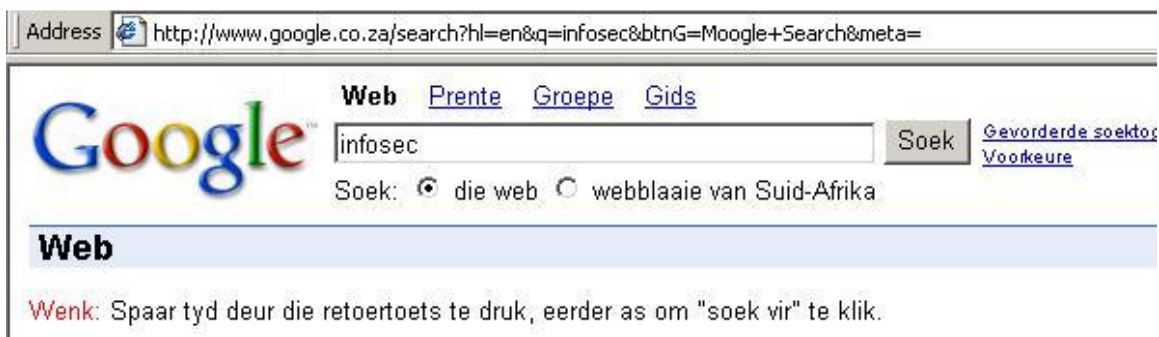 Address http://www.google.co.za/search?hl=en&q=infosec&btnG=Moogle+Search&meta=
Google™ Web Prente Groepe Gids
infosec Soek Gevorderde soektog
Voorkeure
Soek: die web webblaaie van Suid-Afrika
Web
Wenk: Spaar tyd deur die retoertoets te druk, eerder as om "soek vir" te klik.